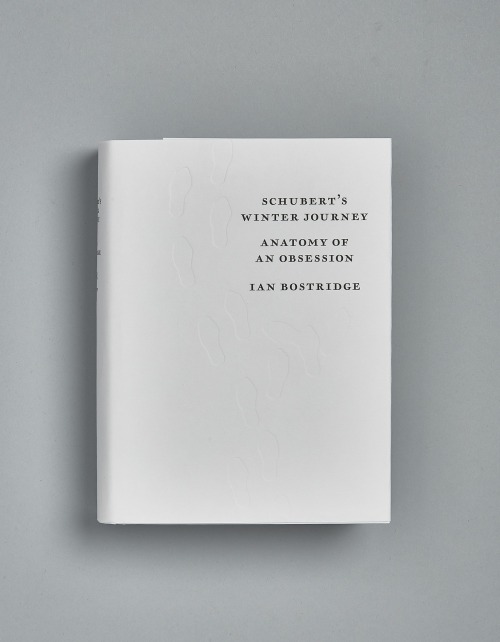 SCHUBERT'S
WINTER JOURNEY
ANATOMY OF
AN OBSESSION
IAN BOSTRIDGE